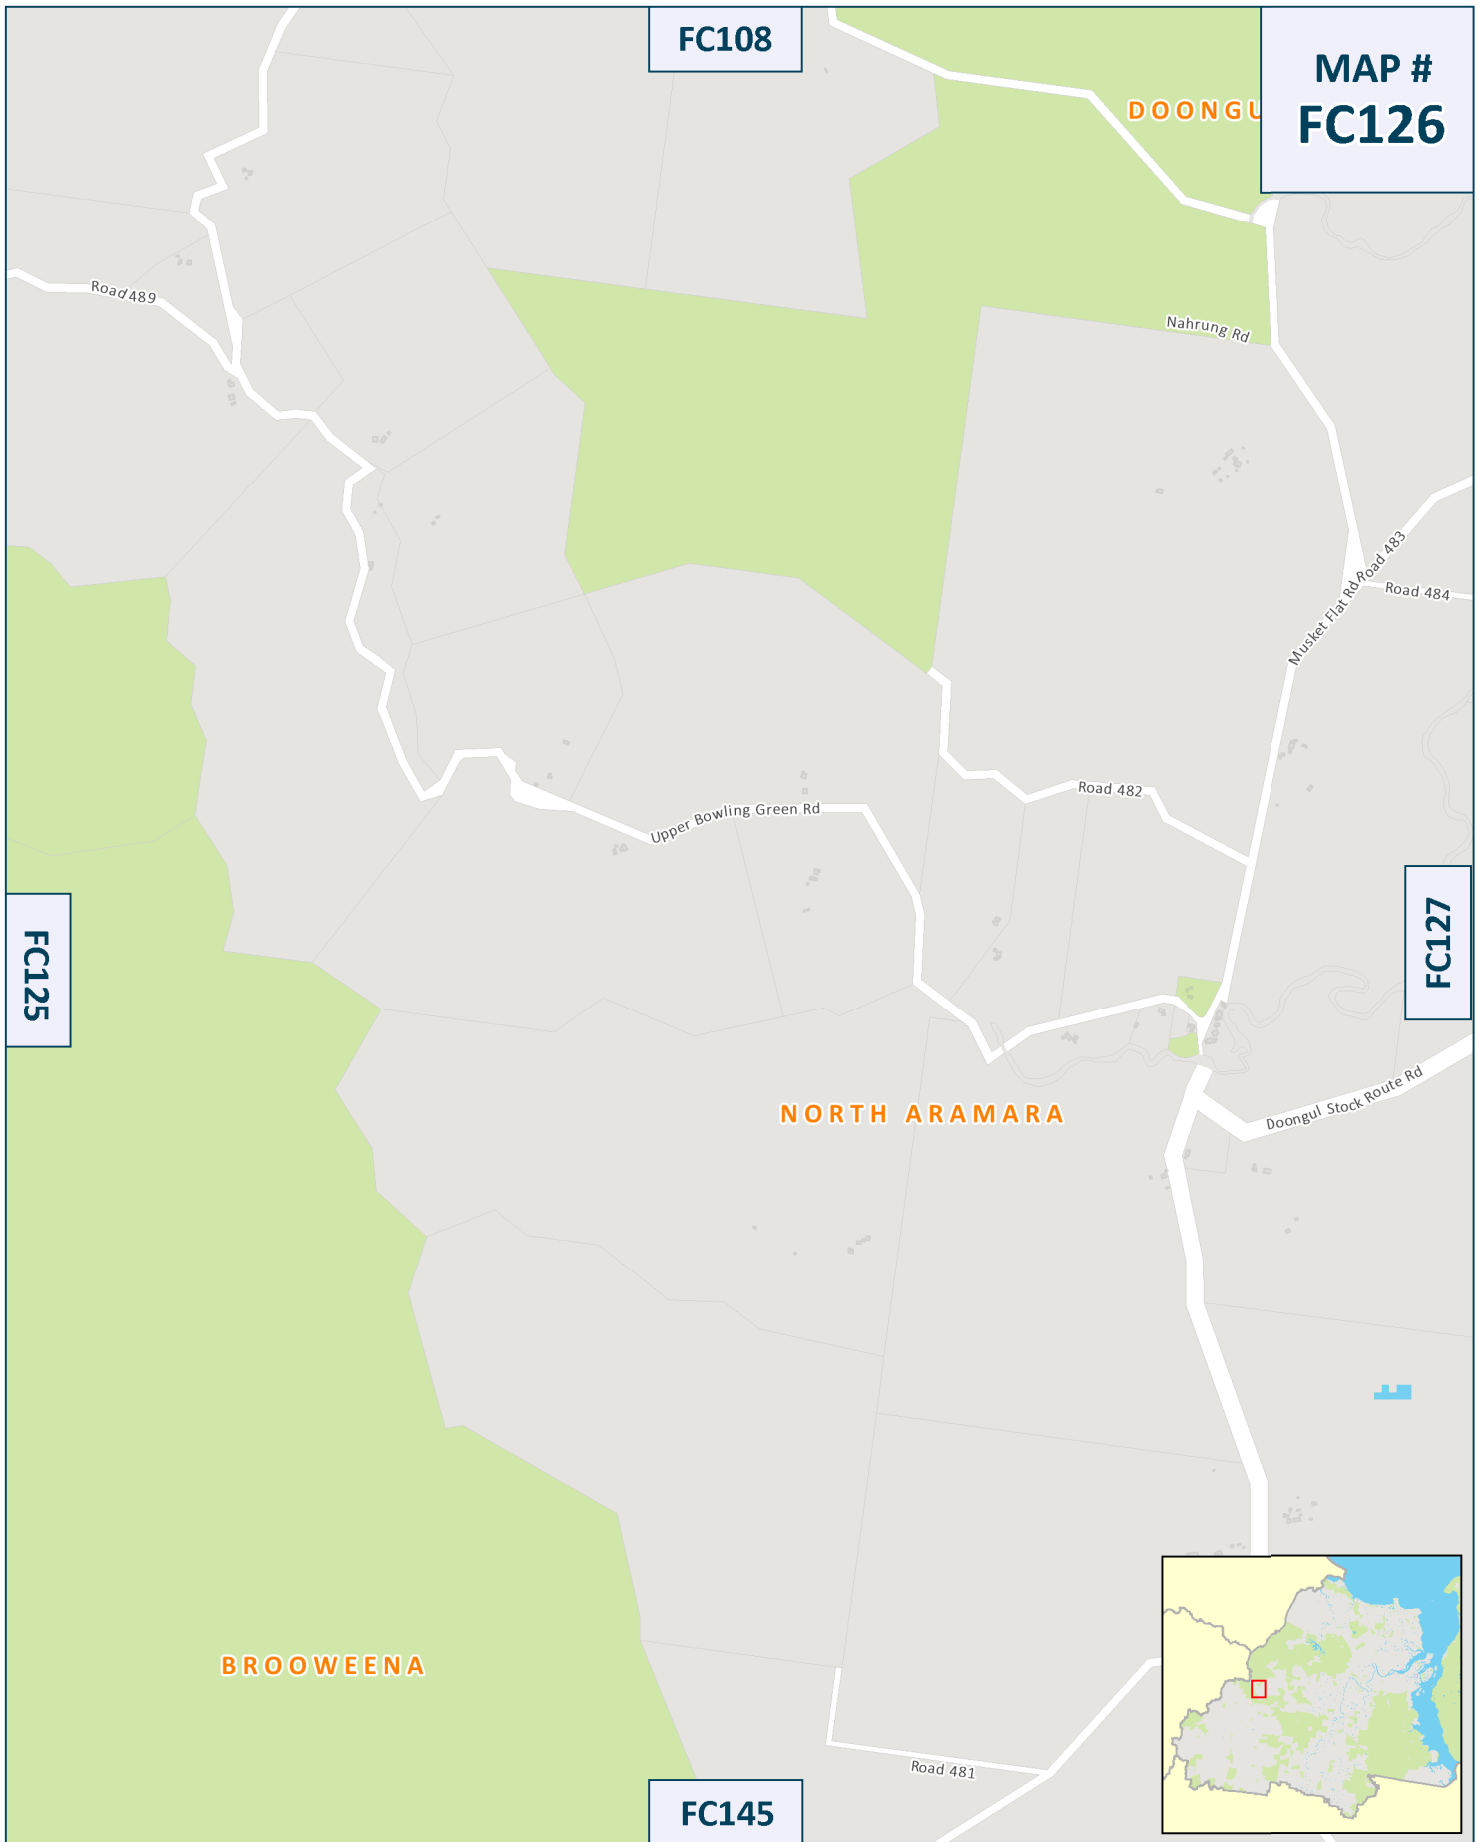 FC108
MAP #
FC126
DOONGU
Road 489
Nahrung Rd
Road 483
Road 484
Musket Flat Rd
Road 482
Upper Bowling Green Rd
FC125
FC127
Doongul Stock Route Rd
NORTH ARAMARA
BROOWEENA
Road 481
FC145